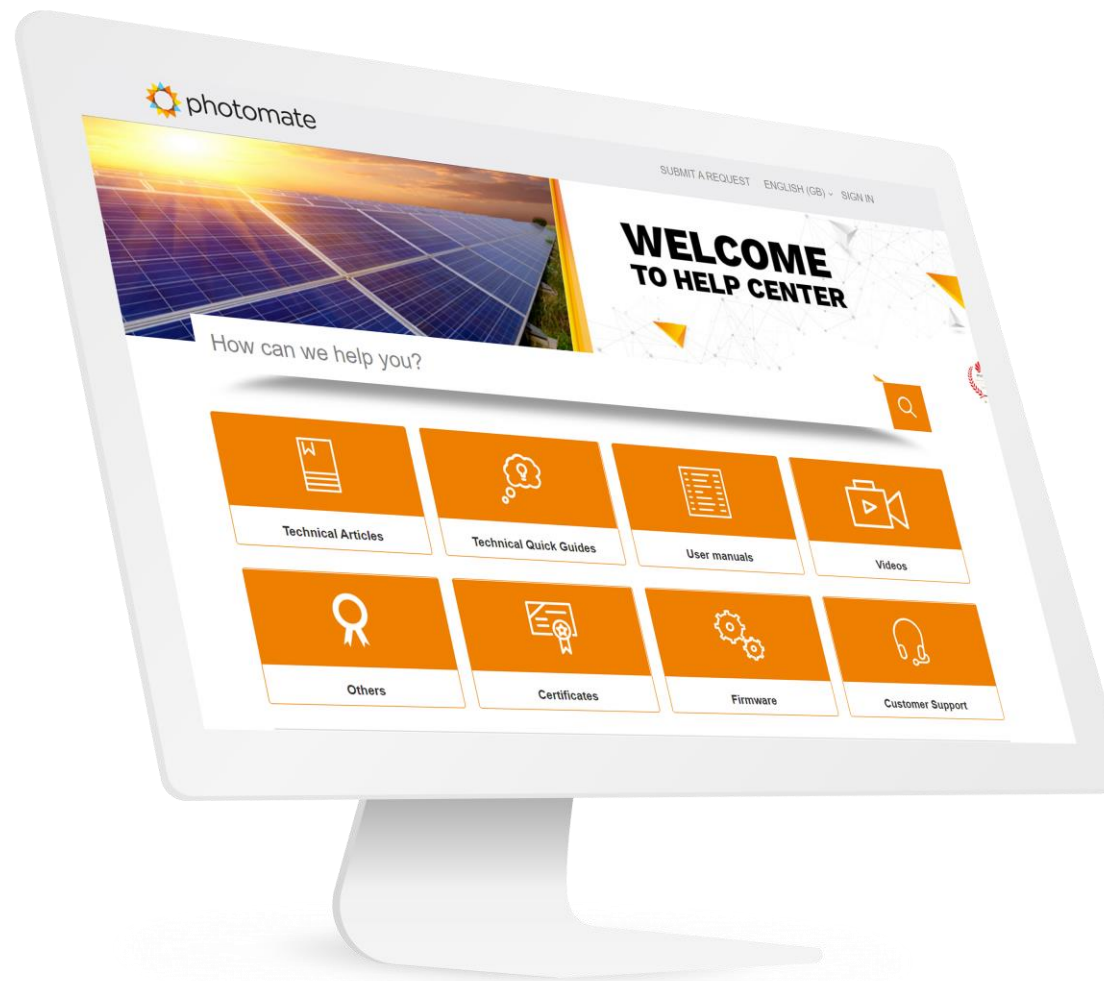 photomate
SUBMIT A REQUEST ENGLISH (GB) SIGN IN
WELCOME
TO HELP CENTER
How can we help you?
Technical Articles
Technical Quick Guides
User manuals
Videos
Others
Certificates
Firmware
Customer Support